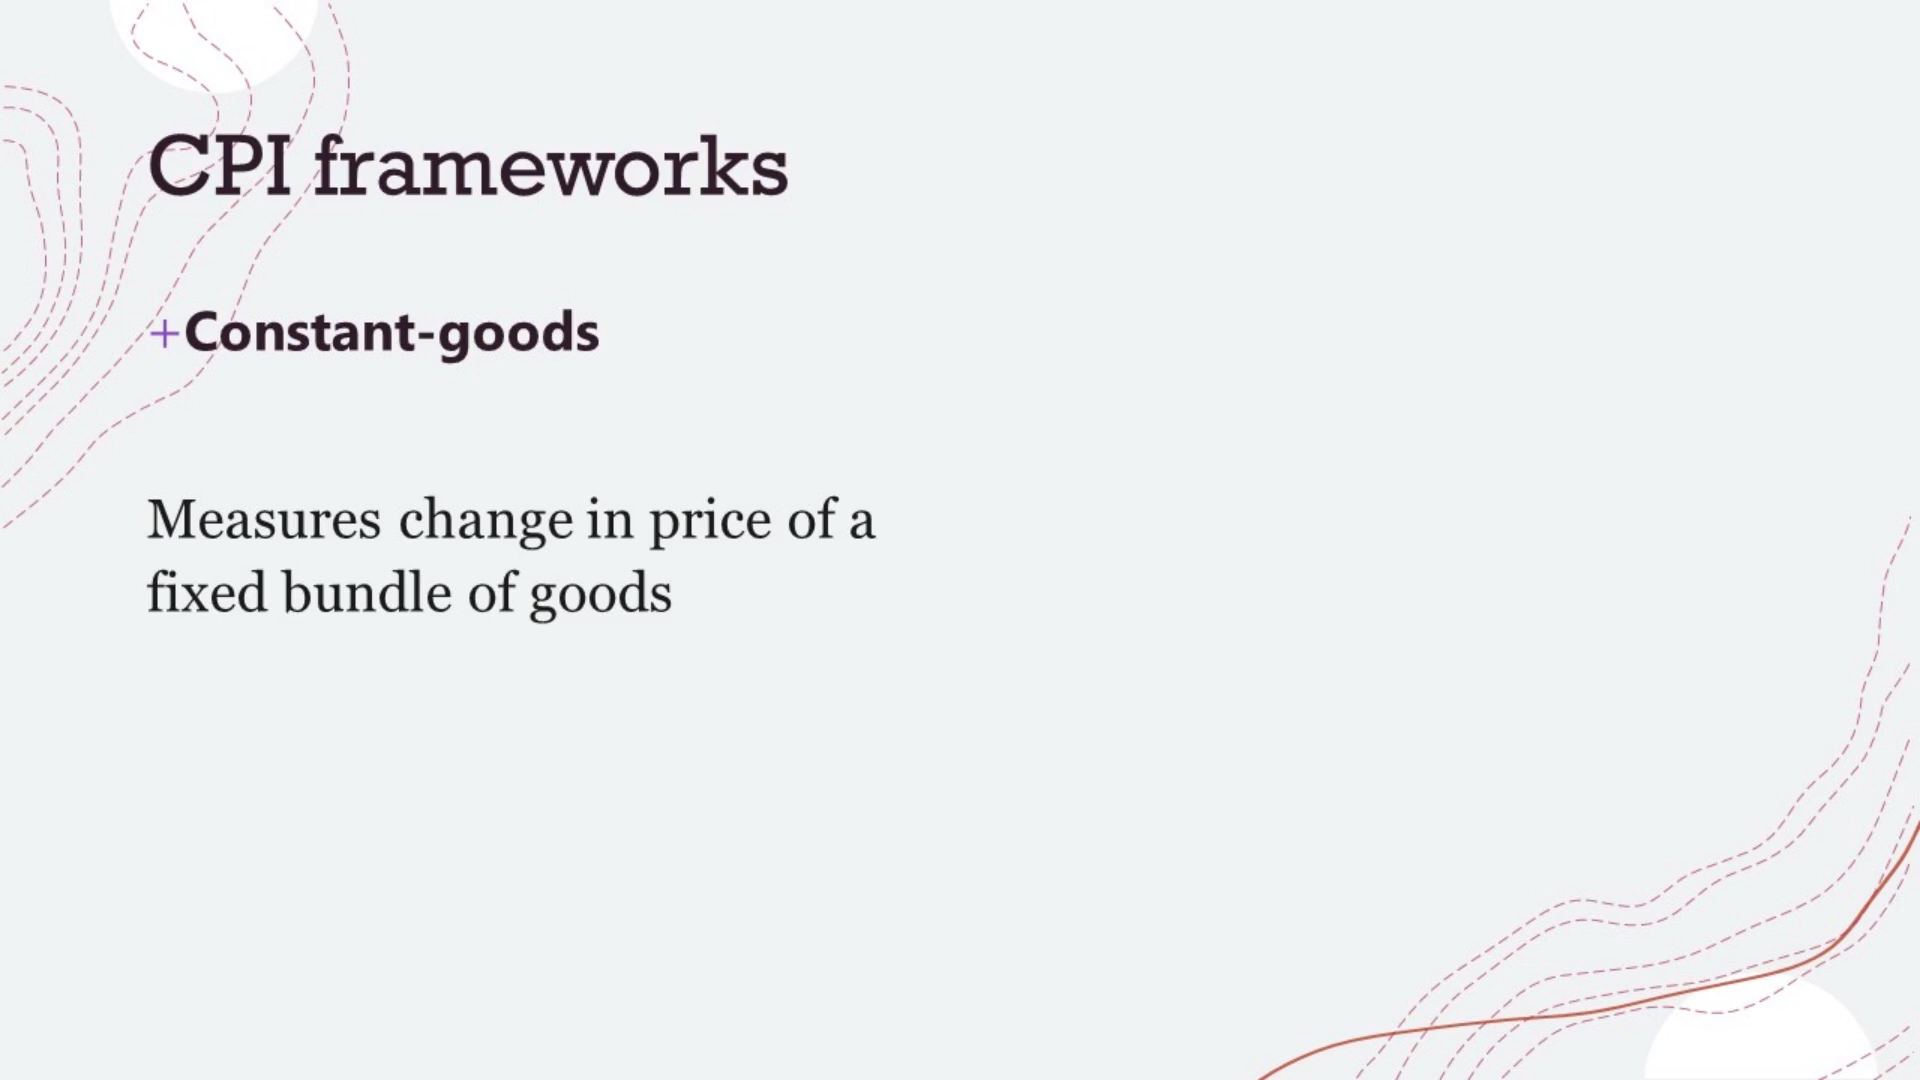 CPI frameworks
+Constant-goods
Measures change in price of a
fixed bundle of goods